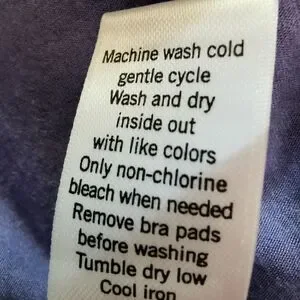 Machine wash cold
gentle cycle
Wash and dry
inside out
with like colors
Only non-chlorine
bleach when needed
Remove bra pads
before washing
Tumble dry low
Cool iron